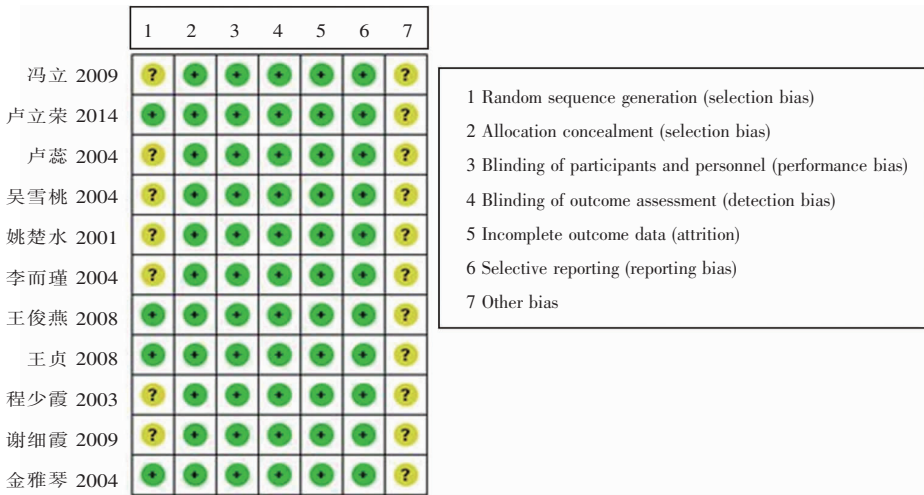 1 2 3 4 5 6 7
冯立 2009 ? + + + + + ?
卢立荣 2014 + + + + + + ?
卢蕊 2004 ? + + + + + ?
吴雪桃 2004 ? + + + + + ?
姚楚水 2001 ? + + + + + ?
李而瑾 2004 ? + + + + + ?
王俊燕 2008 + + + + + + ?
王贞 2008 + + + + + + ?
程少霞 2003 ? + + + + + ?
谢细霞 2009 ? + + + + + ?
金雅琴 2004 + + + + + + ?
1 Random sequence generation (selection bias)
2 Allocation concealment (selection bias)
3 Blinding of participants and personnel (performance bias)
4 Blinding of outcome assessment (detection bias)
5 Incomplete outcome data (attrition)
6 Selective reporting (reporting bias)
7 Other bias